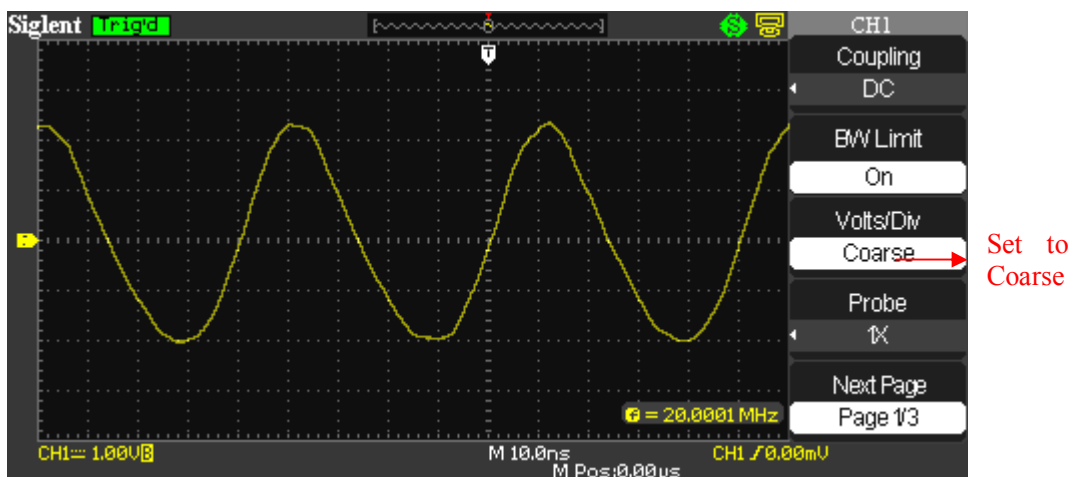 Siglent Trig'd
T
S
CH1
Coupling
DC
BW Limit
On
Volts/Div
Coarse
Set to
Coarse
Probe
1X
Next Page
Page 1/3
f = 20.0001 MHz
CH1 1.00V B
M 10.0ns
CH1 0.00mV
M Pos:0.00μs